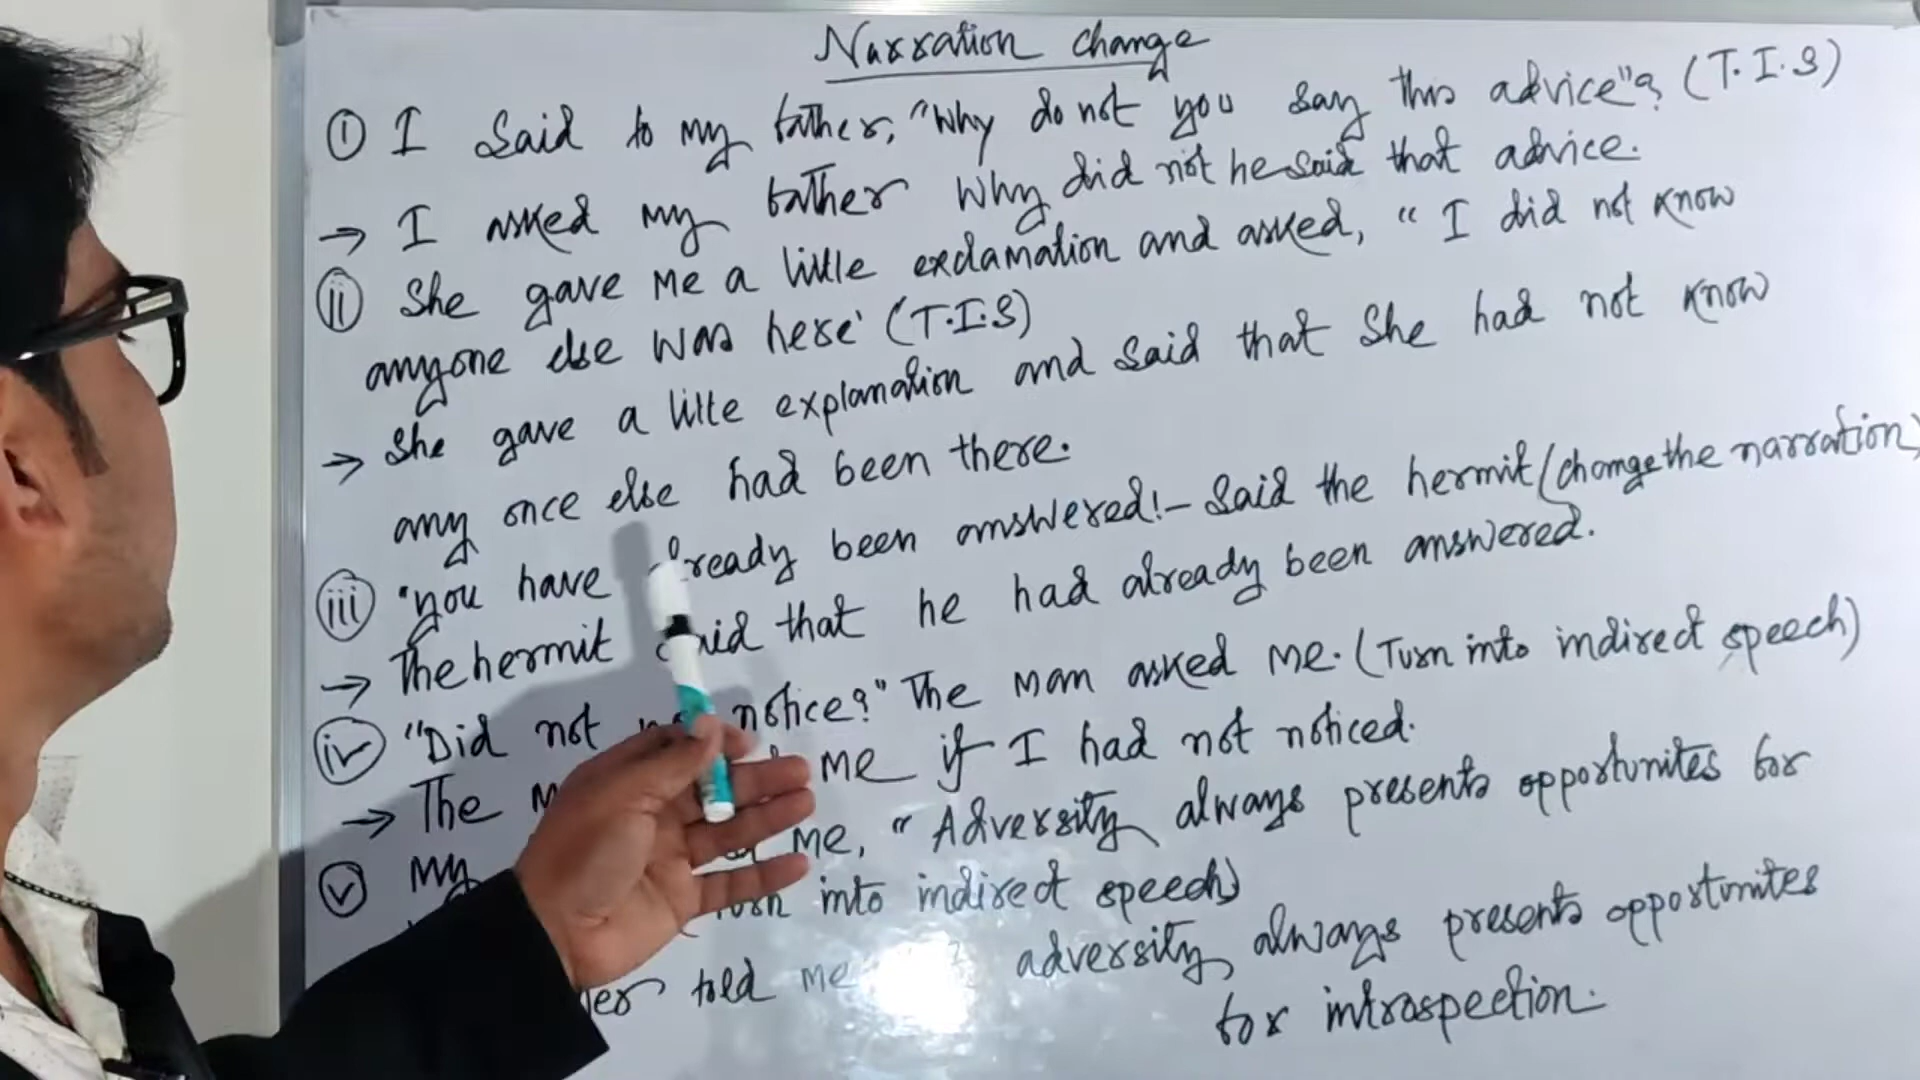 Narration change
(i) I said to my father, "Why do not you say this advice"? (T.I.S)
→ I asked my father why did not he said that advice.
(ii) She gave me a little exclamation and asked, "I did not know
anyone else was here' (T.I.S)
→ She gave a litte explanation and said that she had not know
any once else had been there.
(iii) "you have already been answered!- said the hermit (change the narration)
→ The hermit said that he had already been answered.
(iv) "Did not notice?" The man asked me. (Turn into indirect speech)
→ The me if I had not noticed.
(v) My me, "Adversity always presents opportunites for
(Turn into indirect speech)
told me adversity always presents opportunites
for introspection.